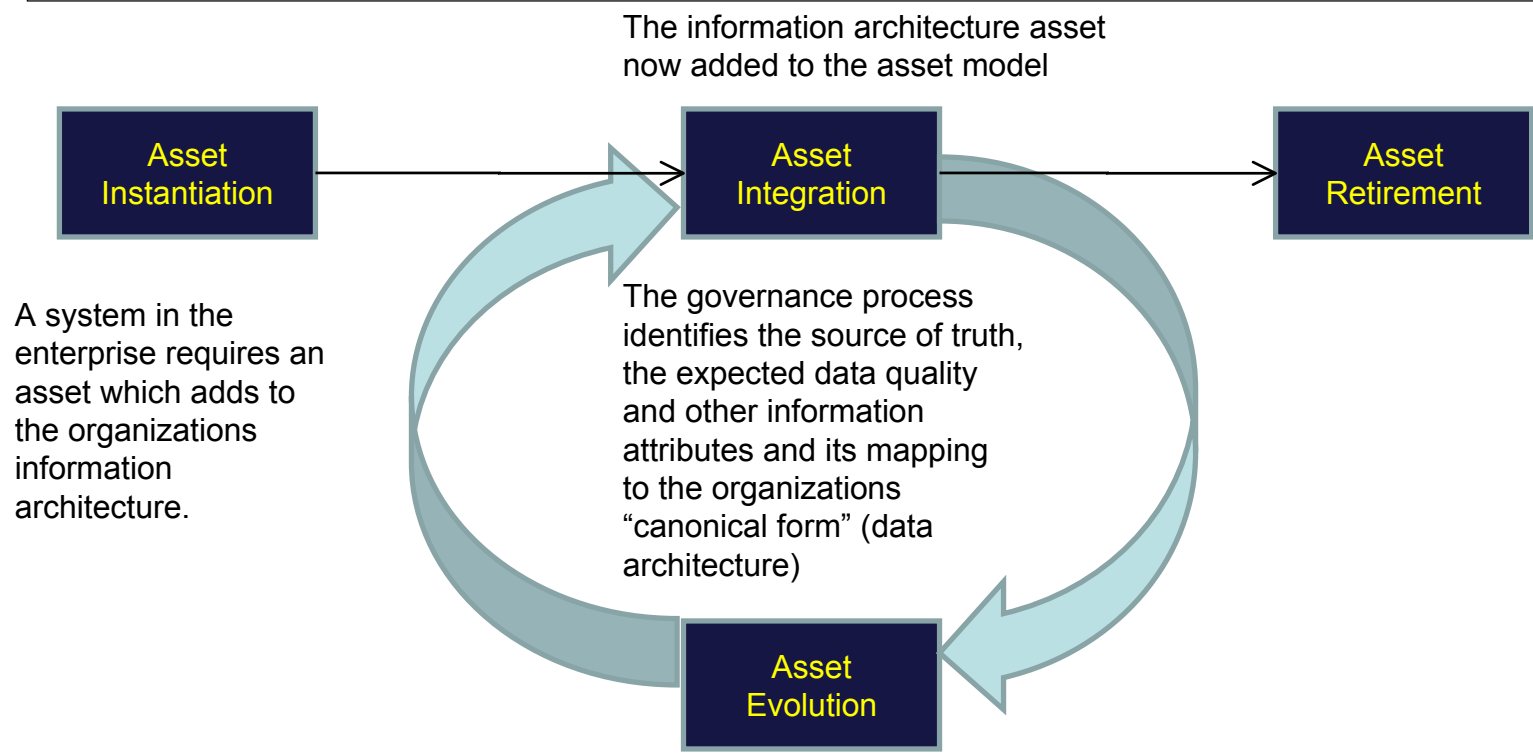 The information architecture asset
now added to the asset model
Asset
Instantiation
Asset
Integration
Asset
Retirement
A system in the
enterprise requires an
asset which adds to
the organizations
information
architecture.
The governance process
identifies the source of truth,
the expected data quality
and other information
attributes and its mapping
to the organizations
“canonical form” (data
architecture)
Asset
Evolution